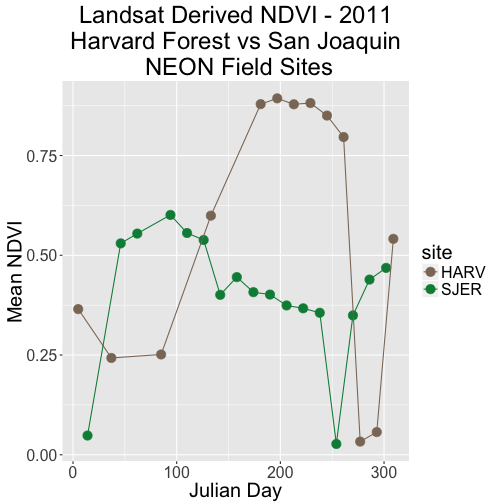 Landsat Derived NDVI - 2011
Harvard Forest vs San Joaquin
NEON Field Sites
Mean NDVI
0.75
0.50
0.25
0.00
0 100 200 300
Julian Day
site
HARV
SJER